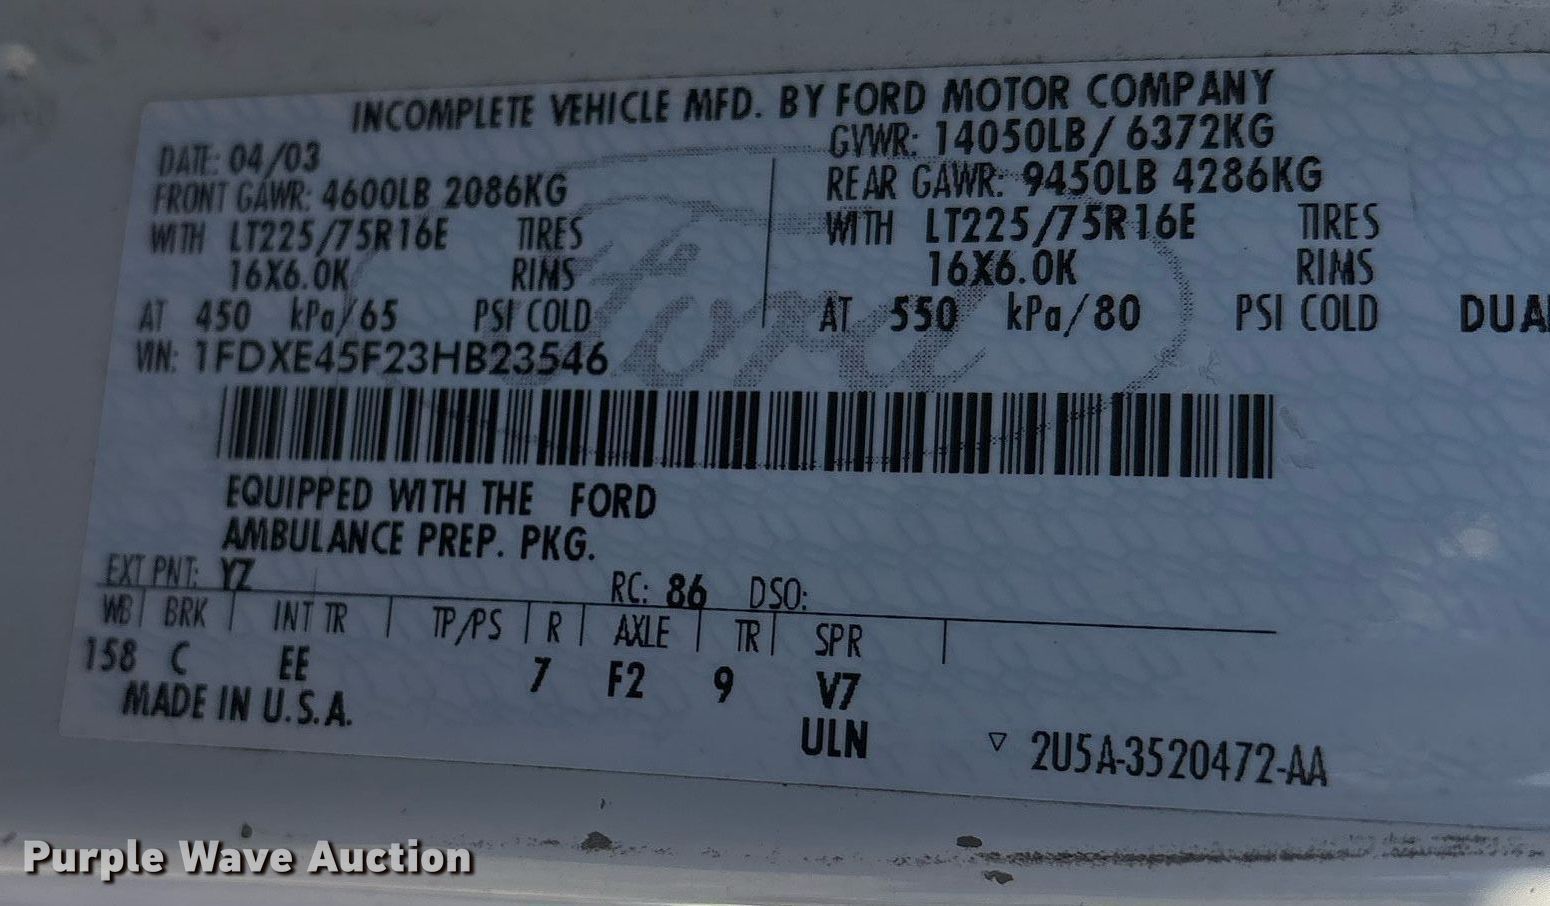 INCOMPLETE VEHICLE MFD. BY FORD MOTOR COMPANY
DATE: 04/03 GVWR: 14050LB/ 6372KG
FRONT GAWR: 4600LB 2086KG REAR GAWR: 9450LB 4286KG
WITH LT225/75R16E TIRES WITH LT225/75R16E TIRES
16X6.0K RIMS 16X6.0K RIMS
AT 450 kPa/65 PSI COLD AT 550 kPa/80 PSI COLD DUA
VIN: 1FDXE45F23HB23546
Ford
EQUIPPED WITH THE FORD
AMBULANCE PREP. PKG.
EXT PNT: YZ RC: 86 DSO:
WB BRK INT TR TP/PS R AXLE TR SPR
158 C EE 7 F2 9 V7
MADE IN U.S.A. ULN ▽ 2U5A-3520472-AA
Purple Wave Auction